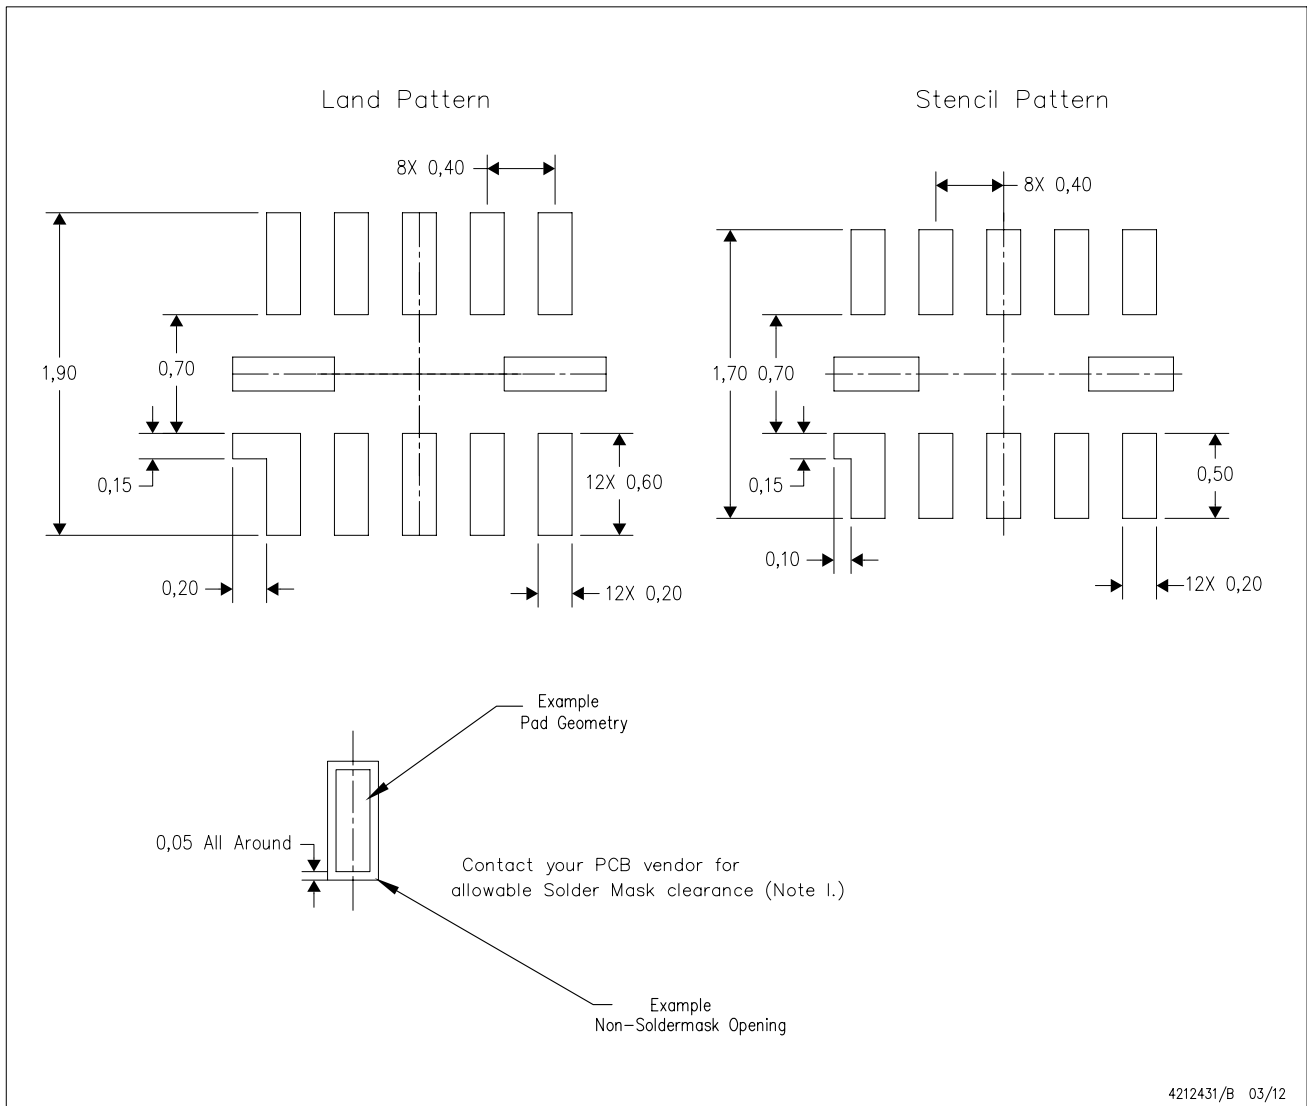 Land Pattern
8X 0,40
1,90
0,70
0,15
0,20
12X 0,60
12X 0,20
Stencil Pattern
8X 0,40
1,70
0,70
0,15
0,10
0,50
12X 0,20
Example
Pad Geometry
0,05 All Around
Contact your PCB vendor for
allowable Solder Mask clearance (Note I.)
Example
Non-Soldermask Opening
4212431/B 03/12